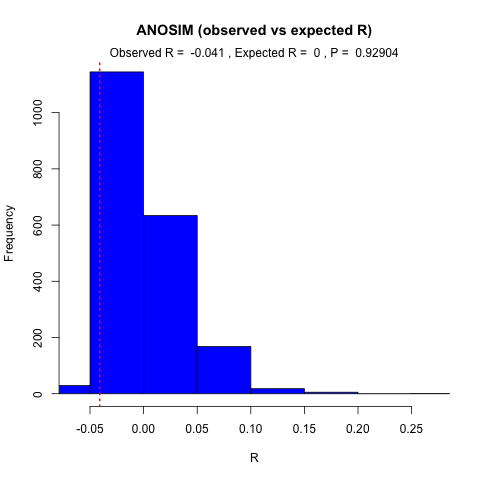 ANOSIM (observed vs expected R)
Observed R =  -0.041 , Expected R =  0 , P =  0.92904
Frequency
1000
800
600
400
200
0
-0.05 0.00 0.05 0.10 0.15 0.20 0.25
R